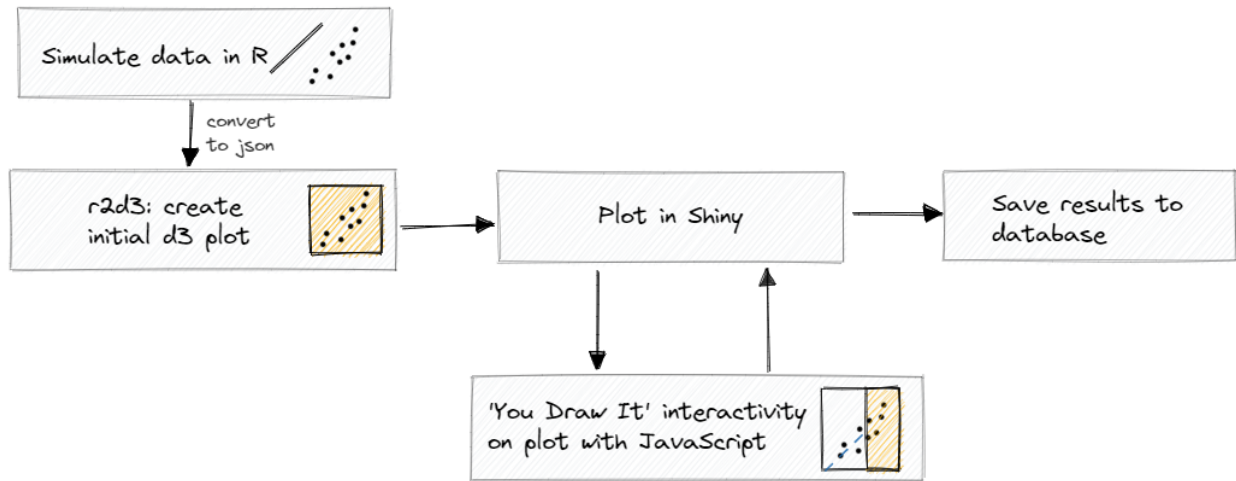 Simulate data in R
convert
to json
r2d3: create
initial d3 plot
Plot in Shiny
Save results to
database
'You Draw It' interactivity
on plot with JavaScript